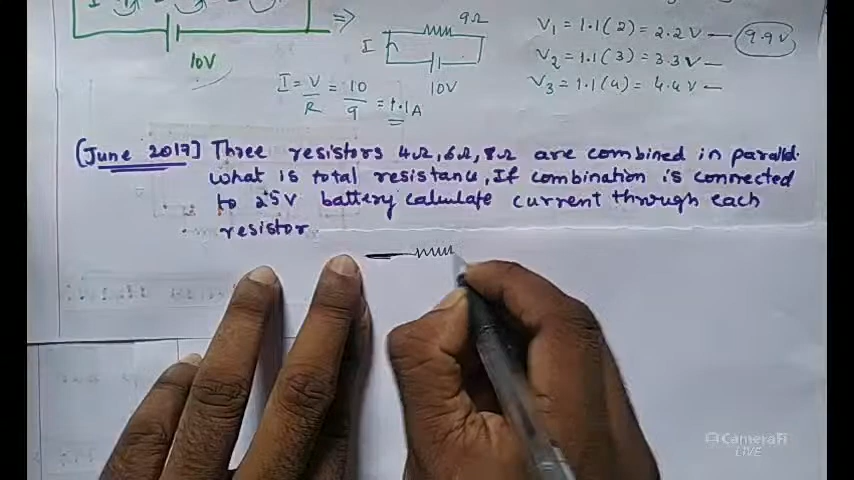 9Ω
V1 = 1.1(2) = 2.2V
9.9V
I
V2 = 1.1(3) = 3.3V
10V
10V
V3 = 1.1(4) = 4.4V
I = V/R = 10/9 = 1.1A
[June 2017] Three resistors 4Ω, 6Ω, 8Ω are combined in parallel.
what is total resistance, If combination is connected
to 25V battery calculate current through each
resistor
CameraFi
LIVE